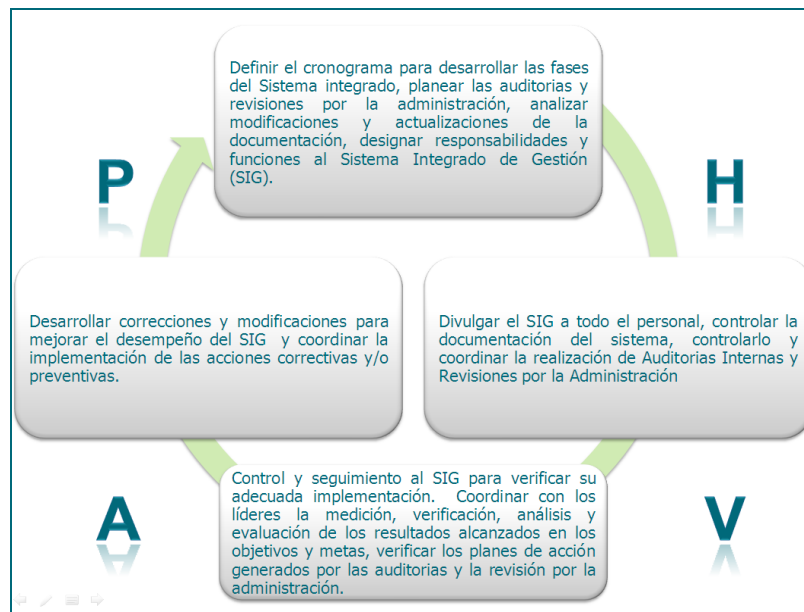 Definir el cronograma para desarrollar las fases
del Sistema integrado, planear las auditorias y
revisiones por la administración, analizar
modificaciones y actualizaciones de la
documentación, designar responsabilidades y
funciones al Sistema Integrado de Gestión
(SIG).
P
H
Desarrollar correcciones y modificaciones para
mejorar el desempeño del SIG y coordinar la
implementación de las acciones correctivas y/o
preventivas.
Divulgar el SIG a todo el personal, controlar la
documentación del sistema, controlarlo y
coordinar la realización de Auditorias Internas y
Revisiones por la Administración
Control y seguimiento al SIG para verificar su
adecuada implementación. Coordinar con los
líderes la medición, verificación, análisis y
evaluación de los resultados alcanzados en los
objetivos y metas, verificar los planes de acción
generados por las auditorias y la revisión por la
administración.
A
V